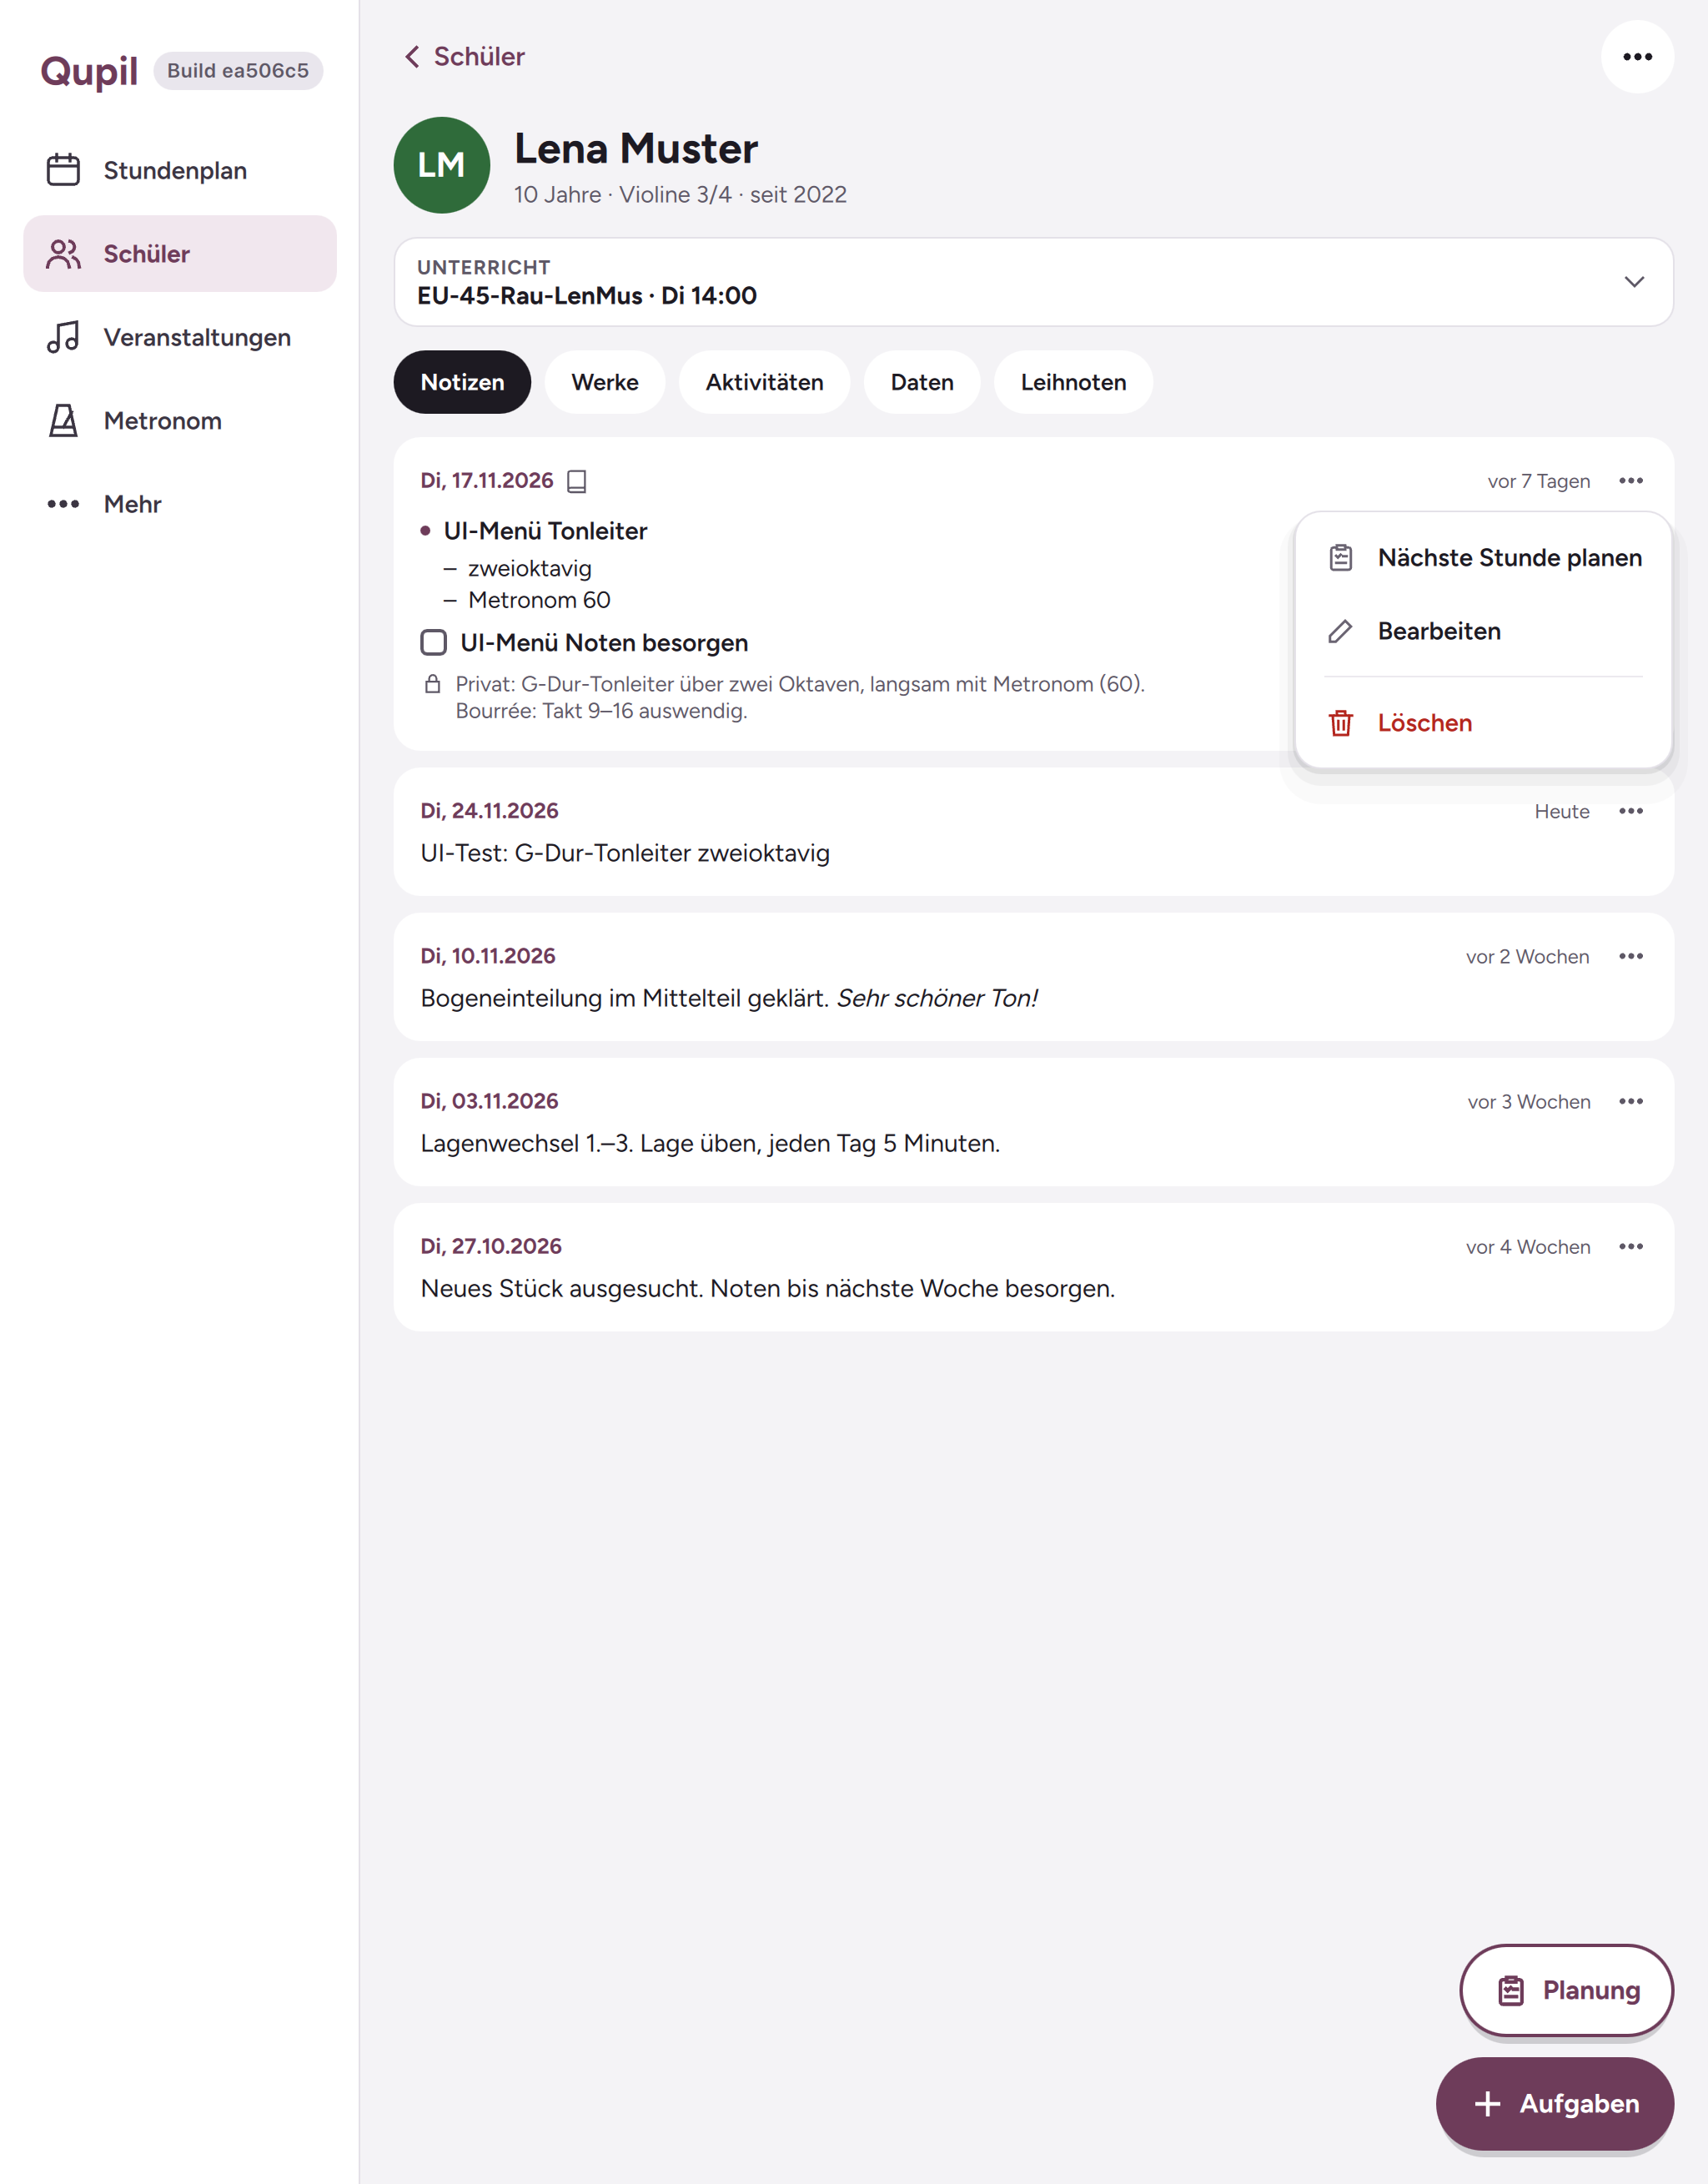 Qupil
Build ea506c5
Stundenplan
Schüler
Veranstaltungen
Metronom
Mehr
Schüler
LM
Lena Muster
10 Jahre · Violine 3/4 · seit 2022
UNTERRICHT
EU-45-Rau-LenMus · Di 14:00
Notizen
Werke
Aktivitäten
Daten
Leihnoten
Di, 17.11.2026
vor 7 Tagen
UI-Menü Tonleiter
– zweioktavig
– Metronom 60
UI-Menü Noten besorgen
Privat: G-Dur-Tonleiter über zwei Oktaven, langsam mit Metronom (60).
Bourrée: Takt 9–16 auswendig.
Nächste Stunde planen
Bearbeiten
Löschen
Di, 24.11.2026
Heute
UI-Test: G-Dur-Tonleiter zweioktavig
Di, 10.11.2026
vor 2 Wochen
Bogeneinteilung im Mittelteil geklärt. Sehr schöner Ton!
Di, 03.11.2026
vor 3 Wochen
Lagenwechsel 1.–3. Lage üben, jeden Tag 5 Minuten.
Di, 27.10.2026
vor 4 Wochen
Neues Stück ausgesucht. Noten bis nächste Woche besorgen.
Planung
Aufgaben